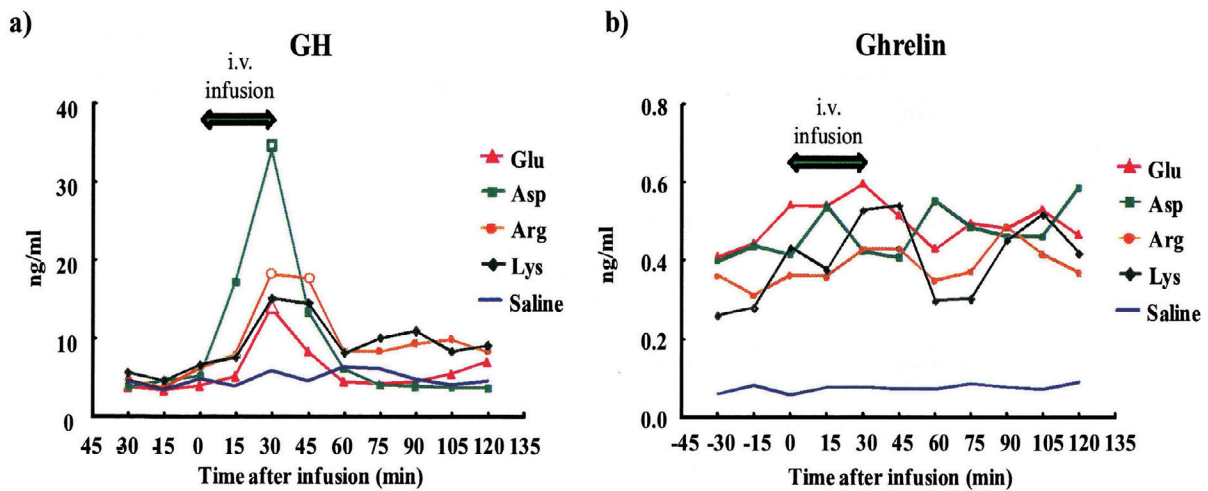 a)
GH
i.v.
infusion
40
30
20
10
0
ng/ml
Glu
Asp
Arg
Lys
Saline
45 -30 -15 0 15 30 45 60 75 90 105 120 135
Time after infusion (min)
b)
Ghrelin
0.8
i.v.
infusion
0.6
0.4
0.2
0.0
ng/ml
Glu
Asp
Arg
Lys
Saline
-45 -30 -15 0 15 30 45 60 75 90 105 120 135
Time after infusion (min)